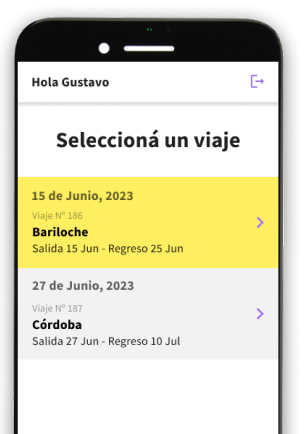 Hola Gustavo
Seleccioná un viaje
15 de Junio, 2023
Viaje Nº 186
Bariloche
Salida 15 Jun - Regreso 25 Jun
27 de Junio, 2023
Viaje Nº 187
Córdoba
Salida 27 Jun - Regreso 10 Jul